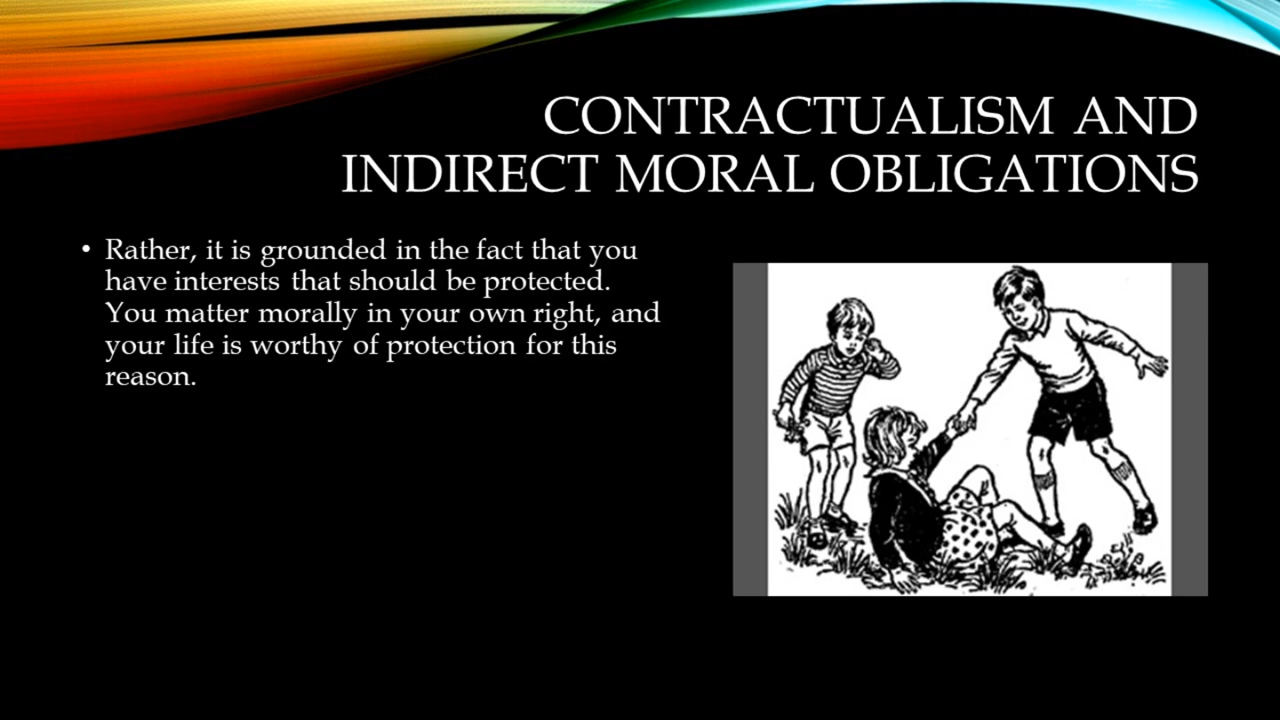 CONTRACTUALISM AND
INDIRECT MORAL OBLIGATIONS
• Rather, it is grounded in the fact that you
have interests that should be protected.
You matter morally in your own right, and
your life is worthy of protection for this
reason.